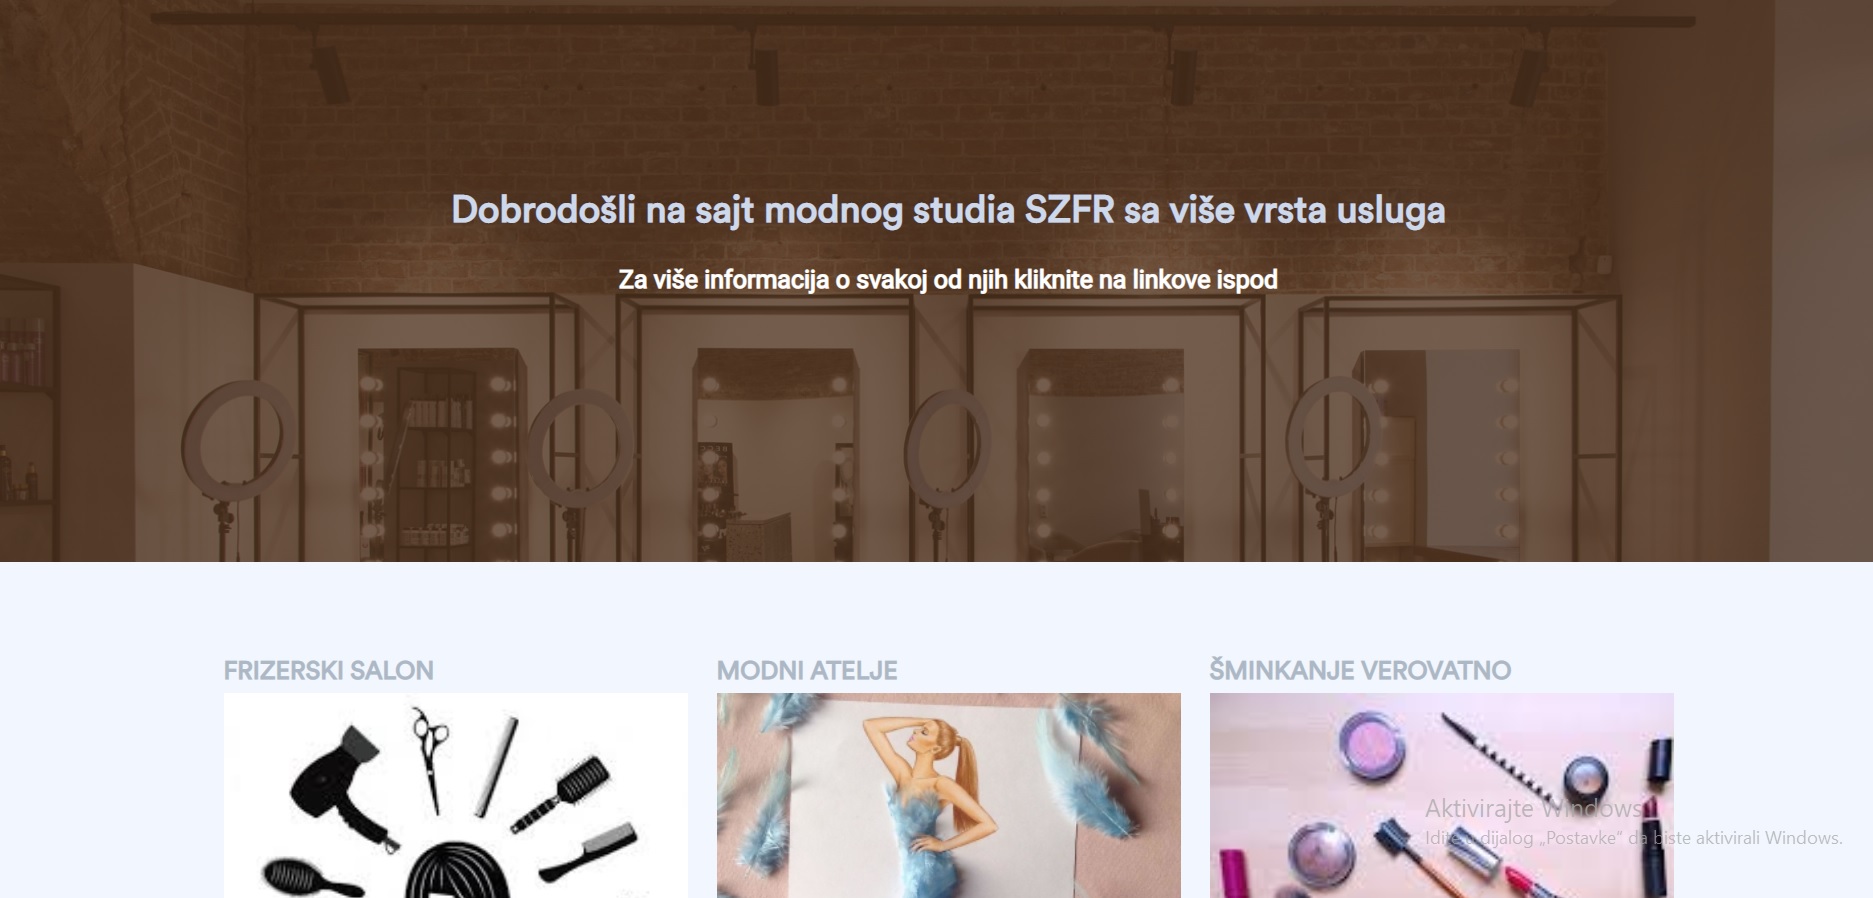 Dobrodošli na sajt modnog studia SZFR sa više vrsta usluga
Za više informacija o svakoj od njih kliknite na linkove ispod
FRIZERSKI SALON
MODNI ATELJE
ŠMINKANJE VEROVATNO
Aktivirajte Windows
Idite u dijalog „Postavke“ da biste aktivirali Windows.